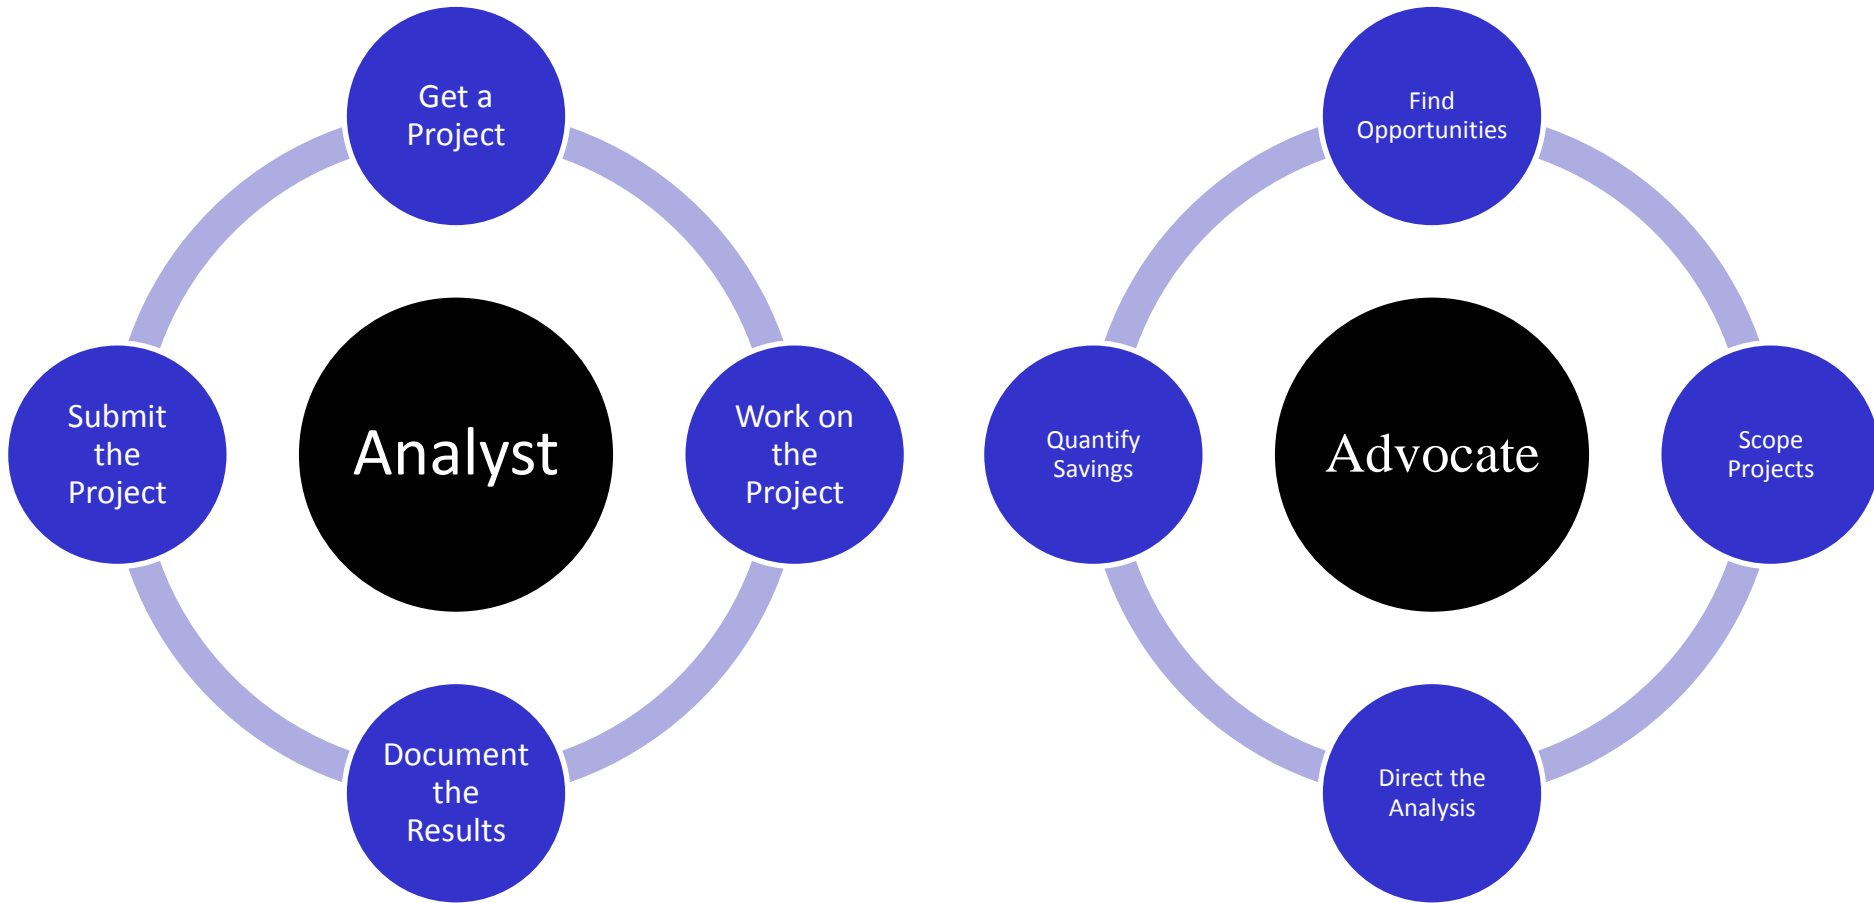 Get a
Project
Submit
the
Project
Analyst
Work on
the
Project
Document
the
Results
Find
Opportunities
Quantify
Savings
Advocate
Scope
Projects
Direct the
Analysis